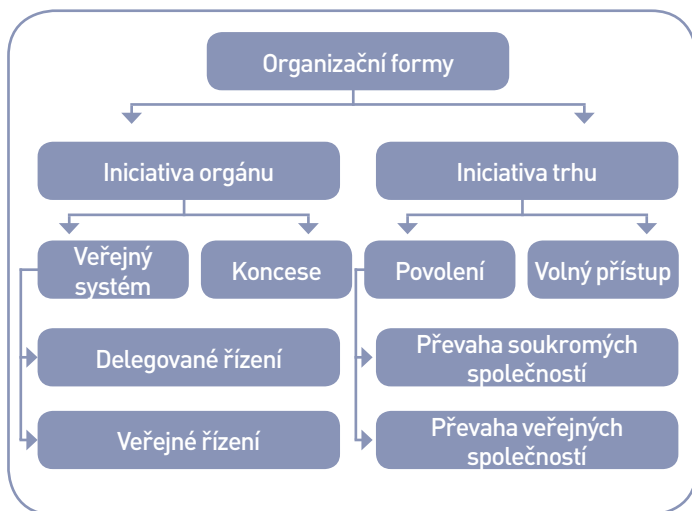 Organizační formy
Iniciativa orgánu
Iniciativa trhu
Veřejný
systém
Koncese
Povolení
Volný přístup
Delegované řízení
Převaha soukromých
společností
Veřejné řízení
Převaha veřejných
společností